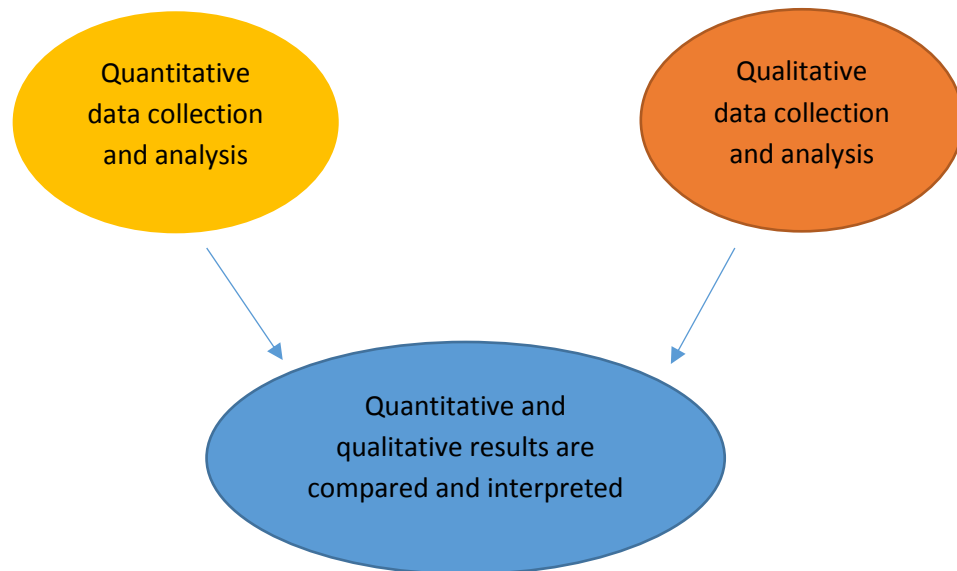 Quantitative
data collection
and analysis
Qualitative
data collection
and analysis
Quantitative and
qualitative results are
compared and interpreted